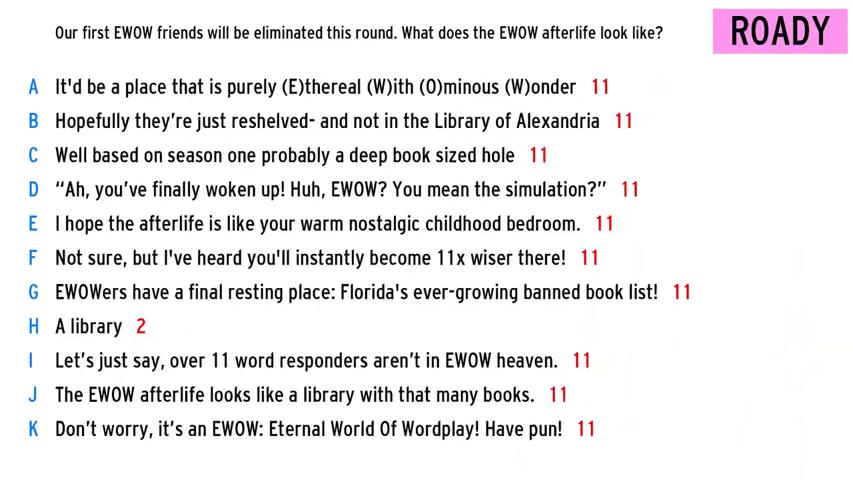 Our first EWOW friends will be eliminated this round. What does the EWOW afterlife look like?
ROADY
A It'd be a place that is purely (E)thereal (W)ith (O)minous (W)onder 11
B Hopefully they're just reshelved- and not in the Library of Alexandria 11
C Well based on season one probably a deep book sized hole 11
D “Ah, you've finally woken up! Huh, EWOW? You mean the simulation?” 11
E I hope the afterlife is like your warm nostalgic childhood bedroom. 11
F Not sure, but I've heard you'll instantly become 11x wiser there! 11
G EWOWers have a final resting place: Florida's ever-growing banned book list! 11
H A library 2
I Let's just say, over 11 word responders aren't in EWOW heaven. 11
J The EWOW afterlife looks like a library with that many books. 11
K Don't worry, it's an EWOW: Eternal World Of Wordplay! Have pun! 11